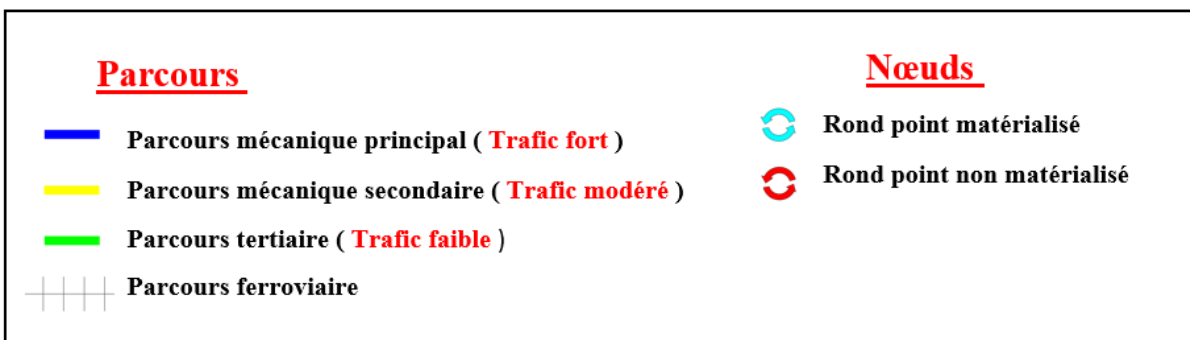 Parcours
Parcours mécanique principal ( Trafic fort )
Parcours mécanique secondaire ( Trafic modéré )
Parcours tertiaire ( Trafic faible )
Parcours ferroviaire
Nœuds
Rond point matérialisé
Rond point non matérialisé